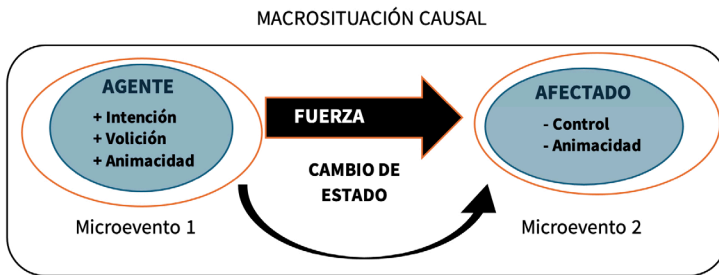 MACROSITUACIÓN CAUSAL
AGENTE
+ Intención
+ Volición
+ Animacidad
FUERZA
CAMBIO DE
ESTADO
AFECTADO
- Control
- Animacidad
Microevento 1
Microevento 2